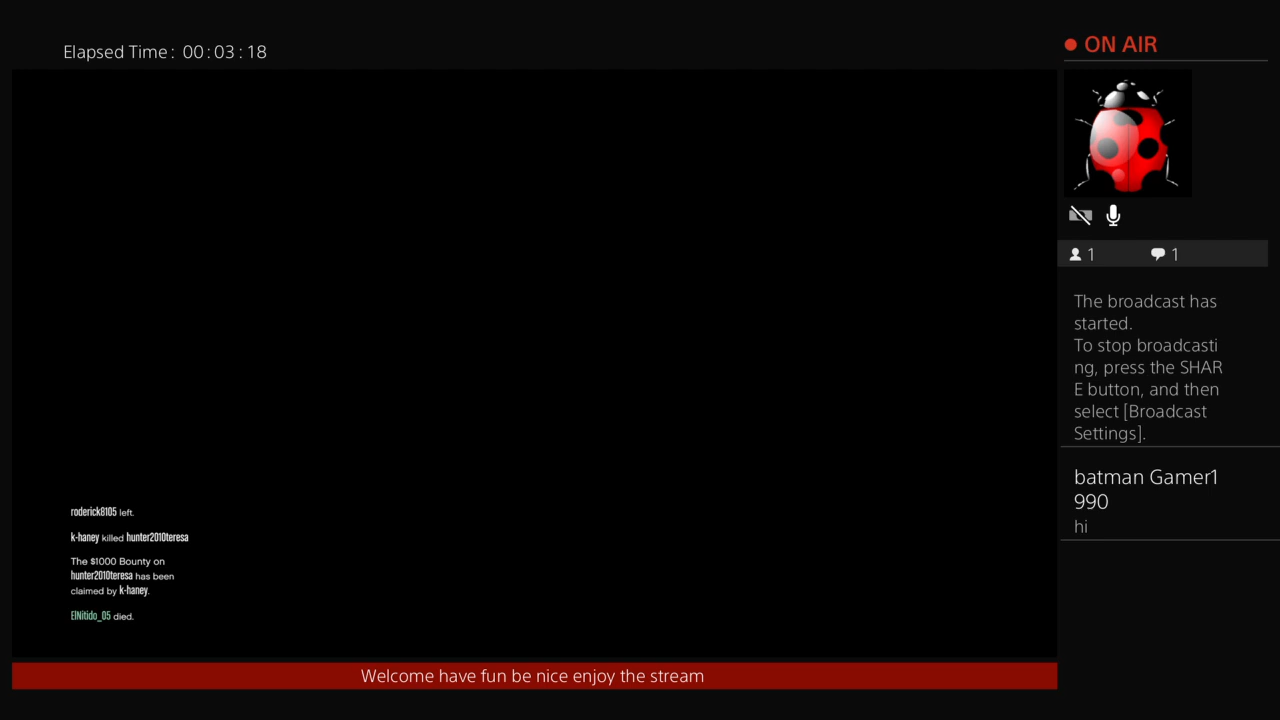 Elapsed Time: 00:03:18
ON AIR
1 1
The broadcast has
started.
To stop broadcasti
ng, press the SHAR
E button, and then
select [Broadcast
Settings].
batman Gamer1
990
hi
roderick8105 left.
k-haney killed hunter2010teresa
The $1000 Bounty on
hunter2010teresa has been
claimed by k-haney.
ElNitido_05 died.
Welcome have fun be nice enjoy the stream